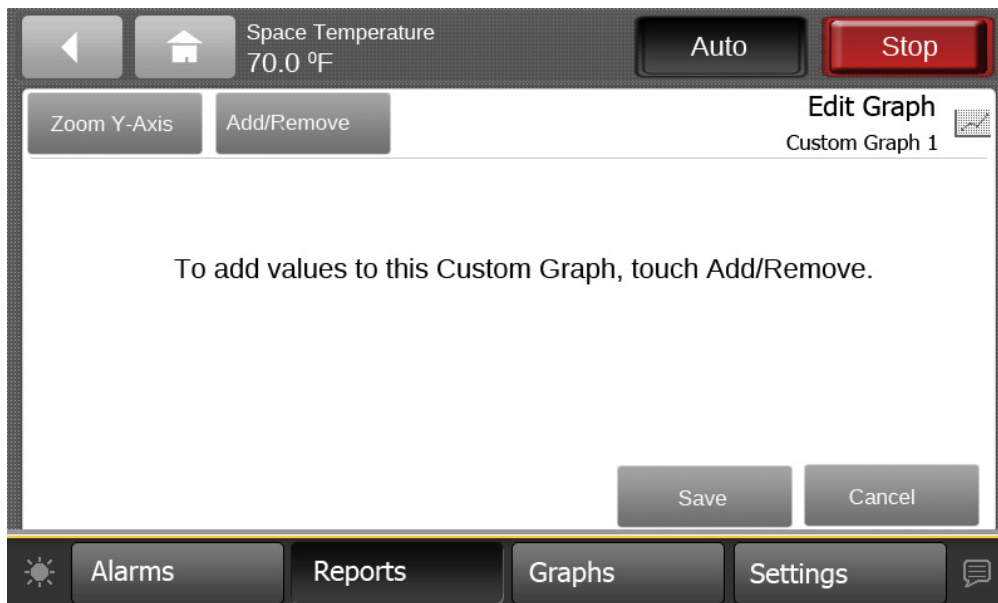 Space Temperature
70.0 ⁰F
Auto
Stop
Zoom Y-Axis
Add/Remove
Edit Graph
Custom Graph 1
To add values to this Custom Graph, touch Add/Remove.
Save
Cancel
Alarms
Reports
Graphs
Settings